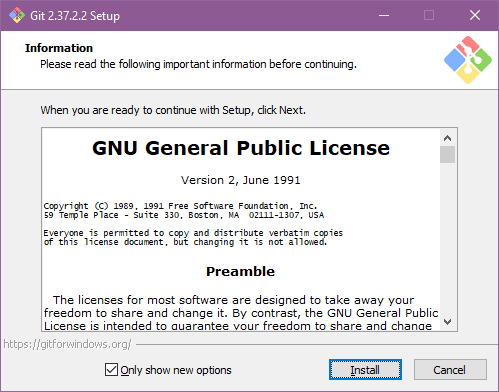 Git 2.37.2.2 Setup
Information
Please read the following important information before continuing.
When you are ready to continue with Setup, click Next.
GNU General Public License
Version 2, June 1991
Copyright (C) 1989, 1991 Free Software Foundation, Inc.
59 Temple Place - Suite 330, Boston, MA  02111-1307, USA
Everyone is permitted to copy and distribute verbatim copies
of this license document, but changing it is not allowed.
Preamble
The licenses for most software are designed to take away your
freedom to share and change it. By contrast, the GNU General Public
License is intended to guarantee your freedom to share and change
https://gitforwindows.org/
Only show new options
Install
Cancel